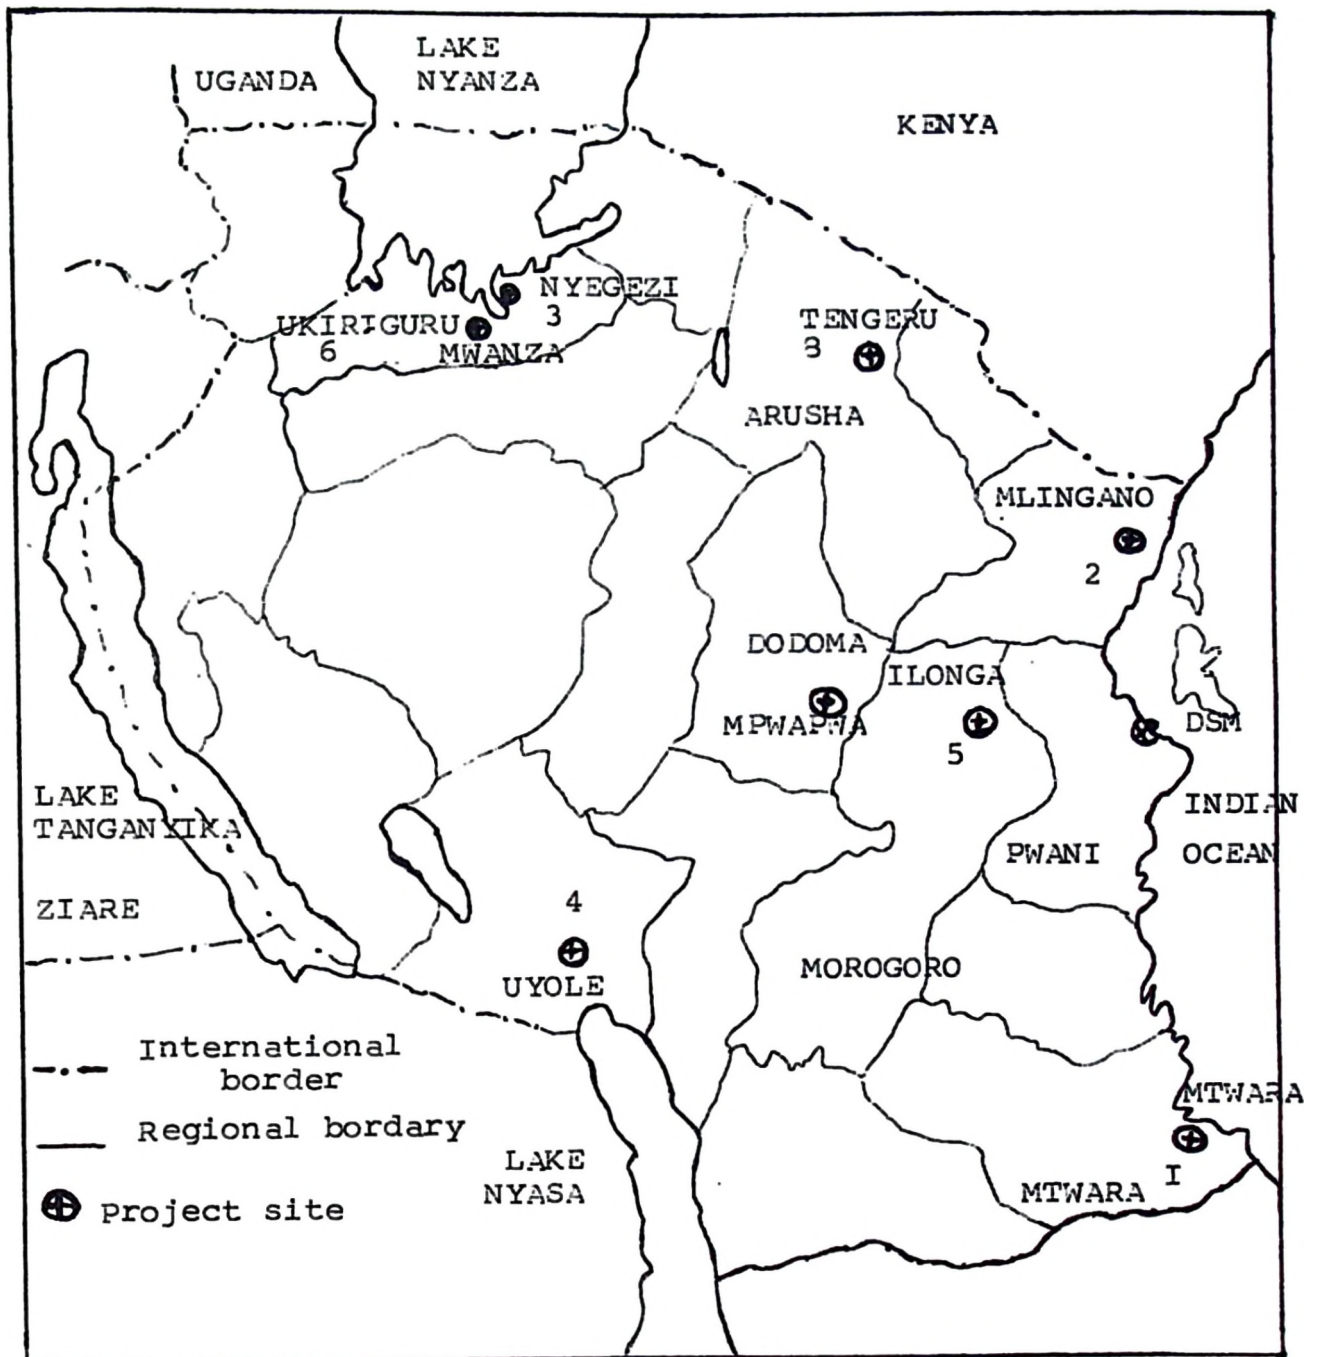 LAKE
NYANZA
UGANDA
KENYA
NYEGEZI
3
UKIRIGURU
6
MWANZA
TENGERU
8
ARUSHA
MLINGANO
2
DODOMA
ILONGA
MPWAPWA
5
DSM
LAKE
TANGANYIKA
INDIAN
OCEAN
PWANI
ZIARE
4
UYOLE
MOROGORO
International
border
Regional bordary
Project site
LAKE
NYASA
MTWARA
I
MTWARA